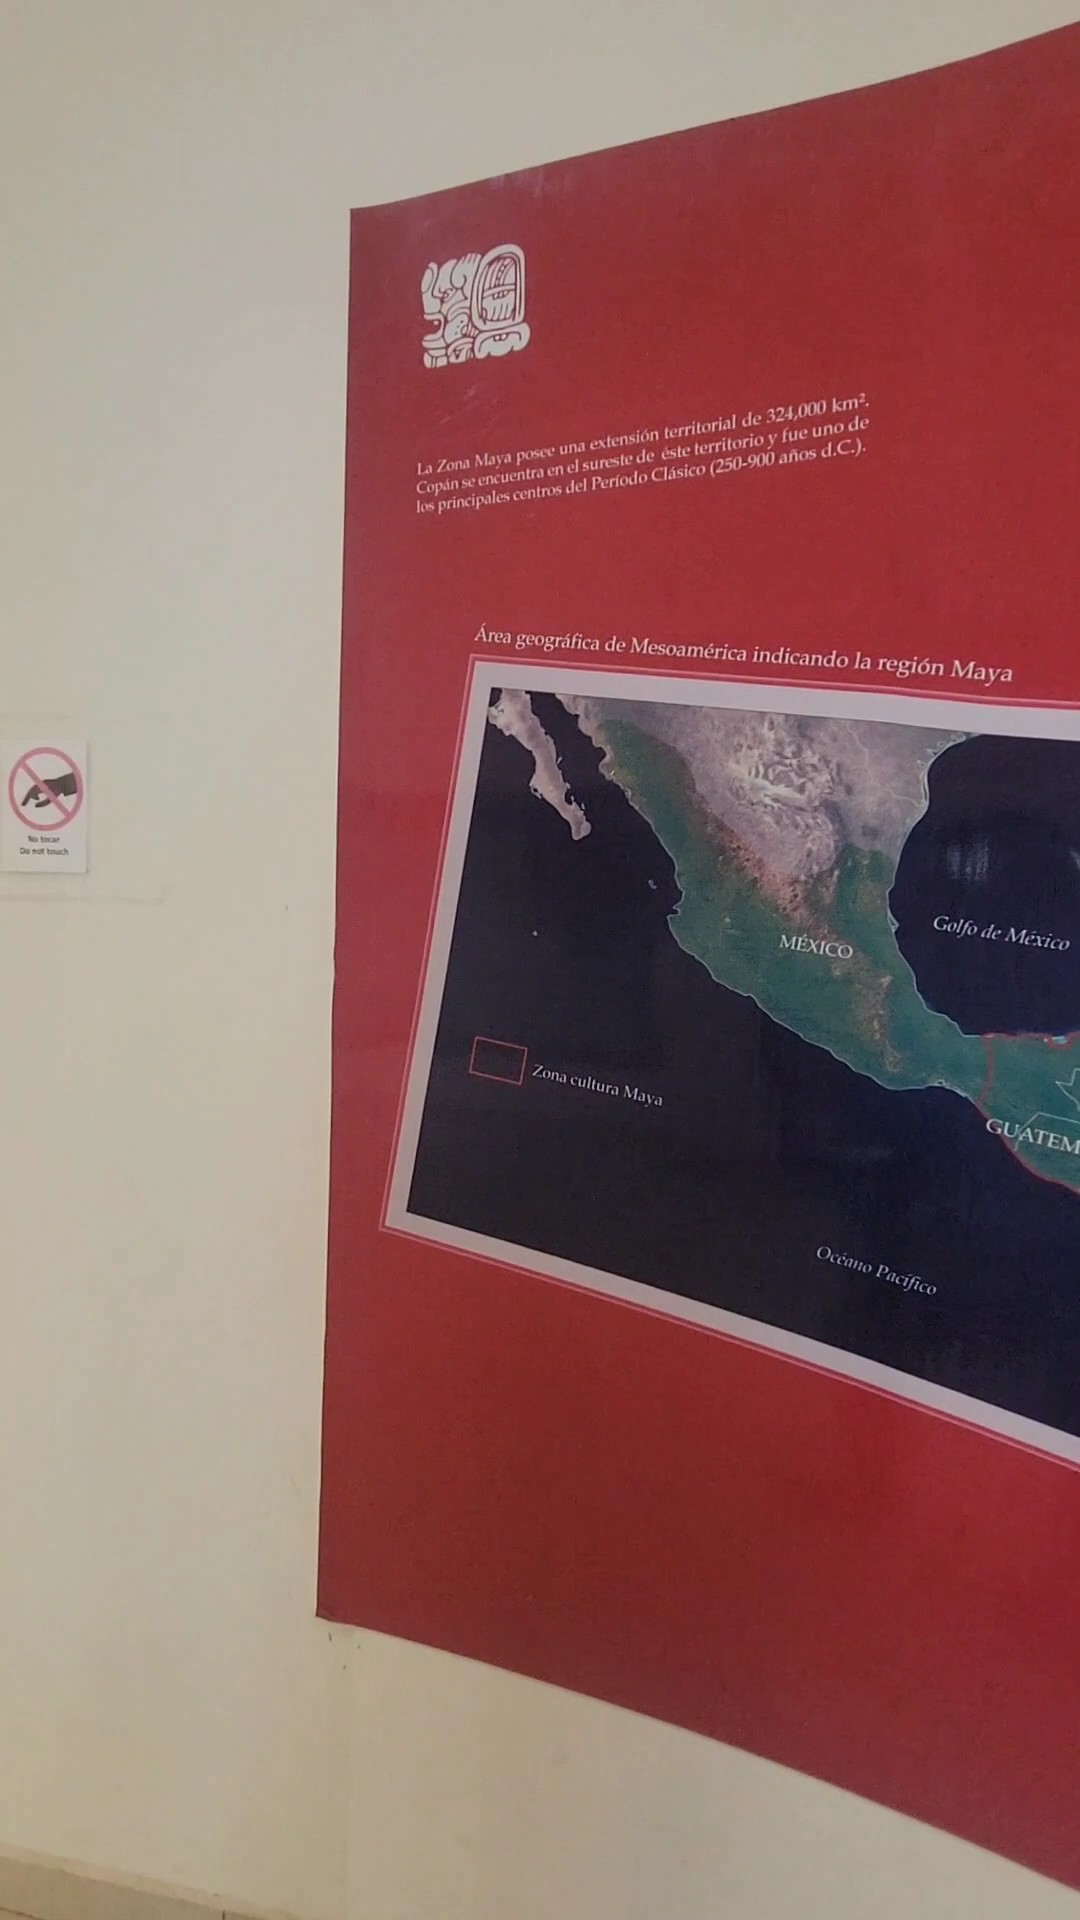 La Zona Maya posee una extensión territorial de 324,000 km².
Copán se encuentra en el sureste de éste territorio y fue uno de
los principales centros del Período Clásico (250-900 años d.C.).
Área geográfica de Mesoamérica indicando la región Maya
No tocar
Do not touch
Golfo de México
MÉXICO
Zona cultura Maya
GUATEM
Océano Pacífico